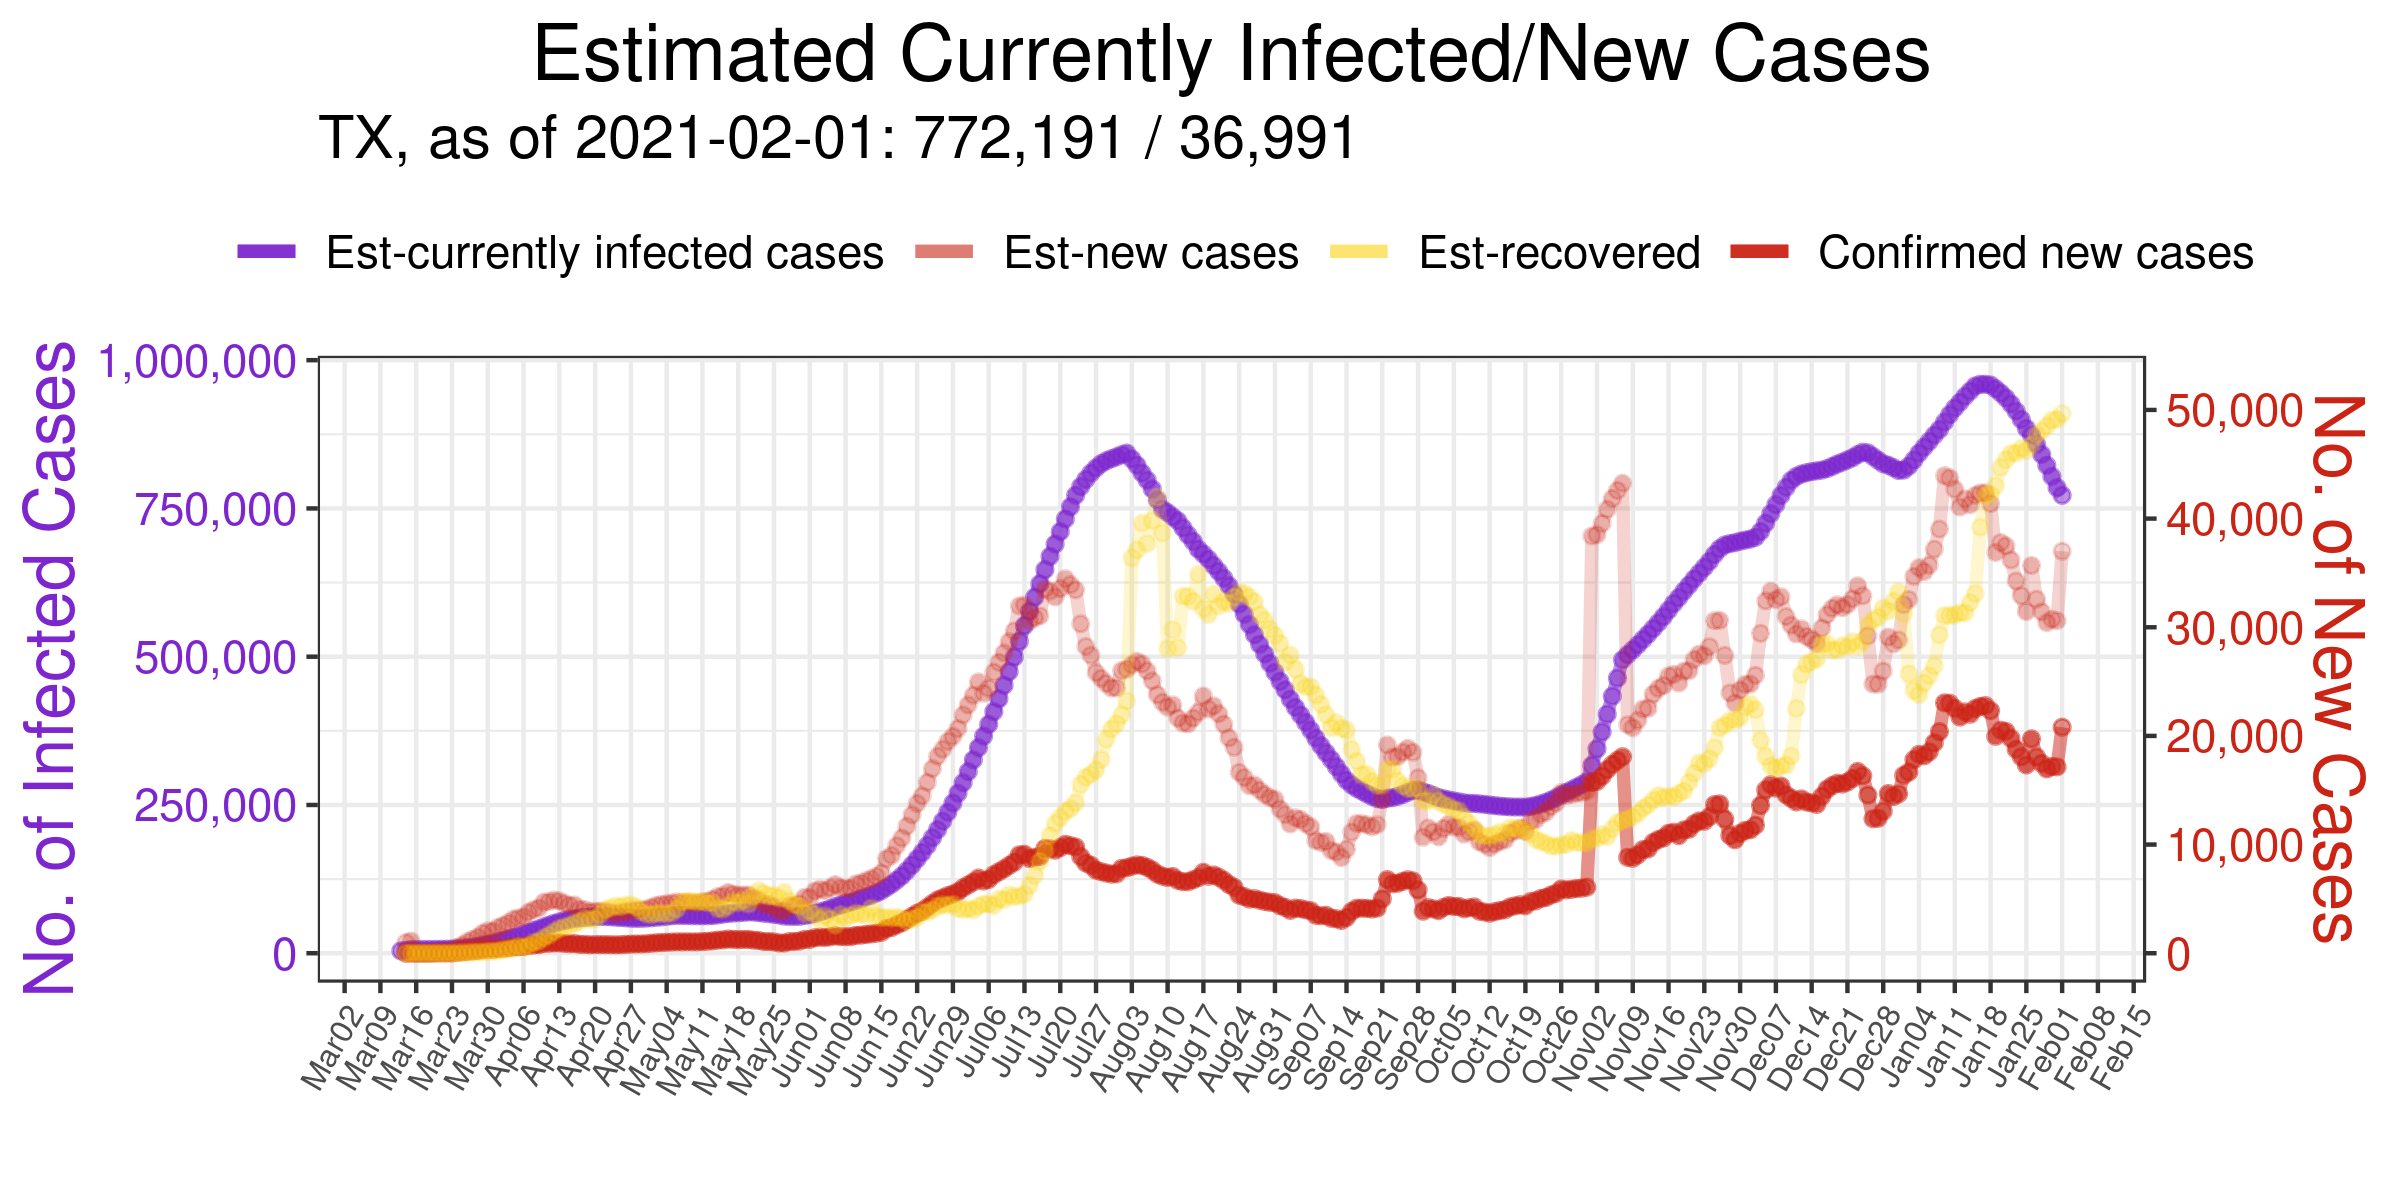 Estimated Currently Infected/New Cases
TX, as of 2021-02-01: 772,191 / 36,991
Est-currently infected cases Est-new cases Est-recovered Confirmed new cases
No. of Infected Cases
1,000,000
750,000
500,000
250,000
0
50,000
40,000
30,000
20,000
10,000
0
No. of New Cases
Mar02 Mar09 Mar16 Mar23 Mar30 Apr06 Apr13 Apr20 Apr27 May04 May11 May18 May25 Jun01 Jun08 Jun15 Jun22 Jun29 Jul06 Jul13 Jul20 Jul27 Aug03 Aug10 Aug17 Aug24 Aug31 Sep07 Sep14 Sep21 Sep28 Oct05 Oct12 Oct19 Oct26 Nov02 Nov09 Nov16 Nov23 Nov30 Dec07 Dec14 Dec21 Dec28 Dec04 Jan11 Jan18 Jan25 Feb01 Feb08 Feb15